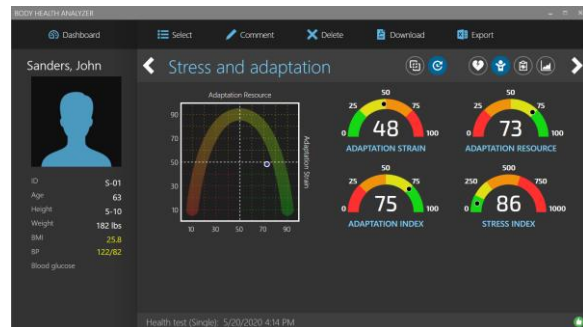 BODY HEALTH ANALYZER
Dashboard Select Comment Delete Download Export
Sanders, John
Stress and adaptation
ID S-01
Age 63
Height 5-10
Weight 182 lbs
BMI 25.8
BP 122/82
Blood glucose
Adaptation Resource
90
70
50
30
10
10 30 50 70 90
Adaptation Strain
0 25 50 75 100
48
ADAPTATION STRAIN
0 25 50 75 100
73
ADAPTATION RESOURCE
0 25 50 75 100
75
ADAPTATION INDEX
0 250 500 750 1000
86
STRESS INDEX
Health test (Single): 5/20/2020 4:14 PM